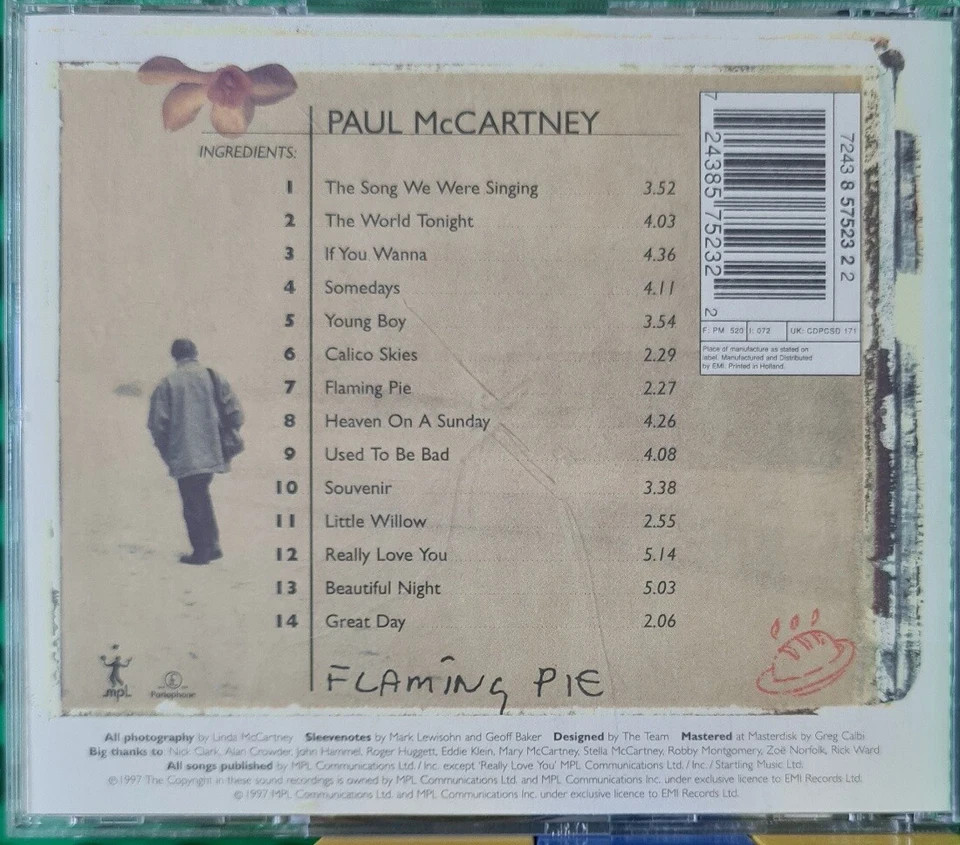 PAUL McCARTNEY
INGREDIENTS:
1 The Song We Were Singing 3.52
2 The World Tonight 4.03
3 If You Wanna 4.36
4 Somedays 4.11
5 Young Boy 3.54
6 Calico Skies 2.29
7 Flaming Pie 2.27
8 Heaven On A Sunday 4.26
9 Used To Be Bad 4.08
10 Souvenir 3.38
11 Little Willow 2.55
12 Really Love You 5.14
13 Beautiful Night 5.03
14 Great Day 2.06
FLAMING PIE
mpL
Parlophone
7 24385 75232 2
7243 8 57523 2 2
F: PM 520 I: 072 UK: CDPCSD 171
Place of manufacture as stated on
label. Manufactured and Distributed
by EMI. Printed in Holland.
All photography by Linda McCartney Sleevenotes by Mark Lewisohn and Geoff Baker Designed by The Team Mastered at Masterdisk by Greg Calbi
Big thanks to Nick Clark, Alan Crowder, John Hammel, Roger Huggett, Eddie Klein, Mary McCartney, Stella McCartney, Robby Montgomery, Zoë Norfolk, Rick Ward
All songs published by MPL Communications Ltd. / Inc. except 'Really Love You' MPL Communications Ltd. / Inc. / Startling Music Ltd.
℗ 1997 The Copyright in these sound recordings is owned by MPL Communications Ltd. and MPL Communications Inc. under exclusive licence to EMI Records Ltd.
© 1997 MPL Communications Ltd. and MPL Communications Inc. under exclusive licence to EMI Records Ltd.